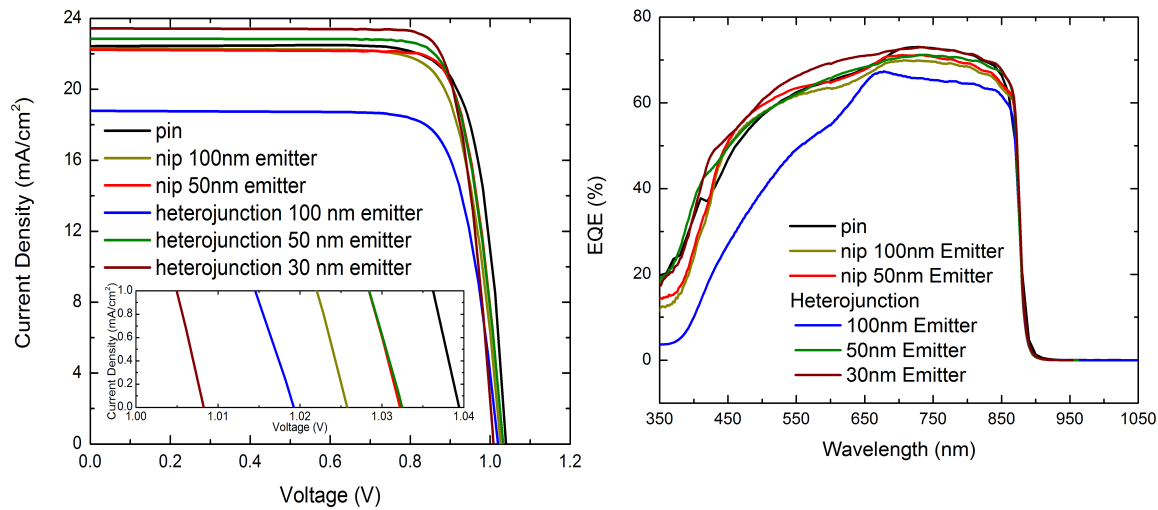 24
20
16
12
8
4
0
Current Density (mA/cm²)
pin
nip 100nm emitter
nip 50nm emitter
heterojunction 100 nm emitter
heterojunction 50 nm emitter
heterojunction 30 nm emitter
1.0
0.8
0.6
0.4
0.2
0.0
Current Density (mA/cm²)
1.00 1.01 1.02 1.03 1.04
Voltage (V)
0.0 0.2 0.4 0.6 0.8 1.0 1.2
Voltage (V)
80
60
40
20
0
EQE (%)
pin
nip 100nm Emitter
nip 50nm Emitter
Heterojunction
100nm Emitter
50nm Emitter
30nm Emitter
350 450 550 650 750 850 950 1050
Wavelength (nm)